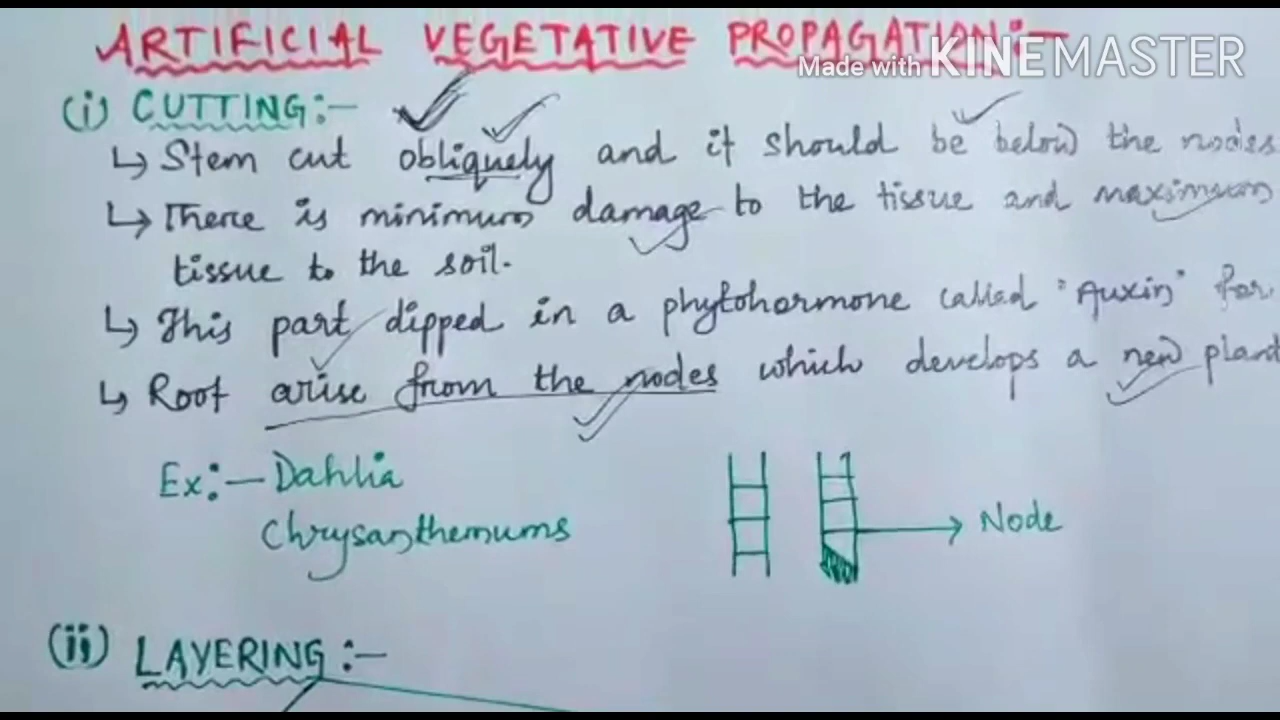 ARTIFICIAL VEGETATIVE PROPAGATION:-
Made with KINEMASTER
(i) CUTTING:-
↳ Stem cut obliquely and it should be below the nodes
↳ There is minimum damage to the tissue and maximum
tissue to the soil.
↳ This part dipped in a phytohormone called "Auxin" for
↳ Root arise from the nodes which develops a new plant
Ex:- Dahlia
Chrysanthemums
Node
(ii) LAYERING:-